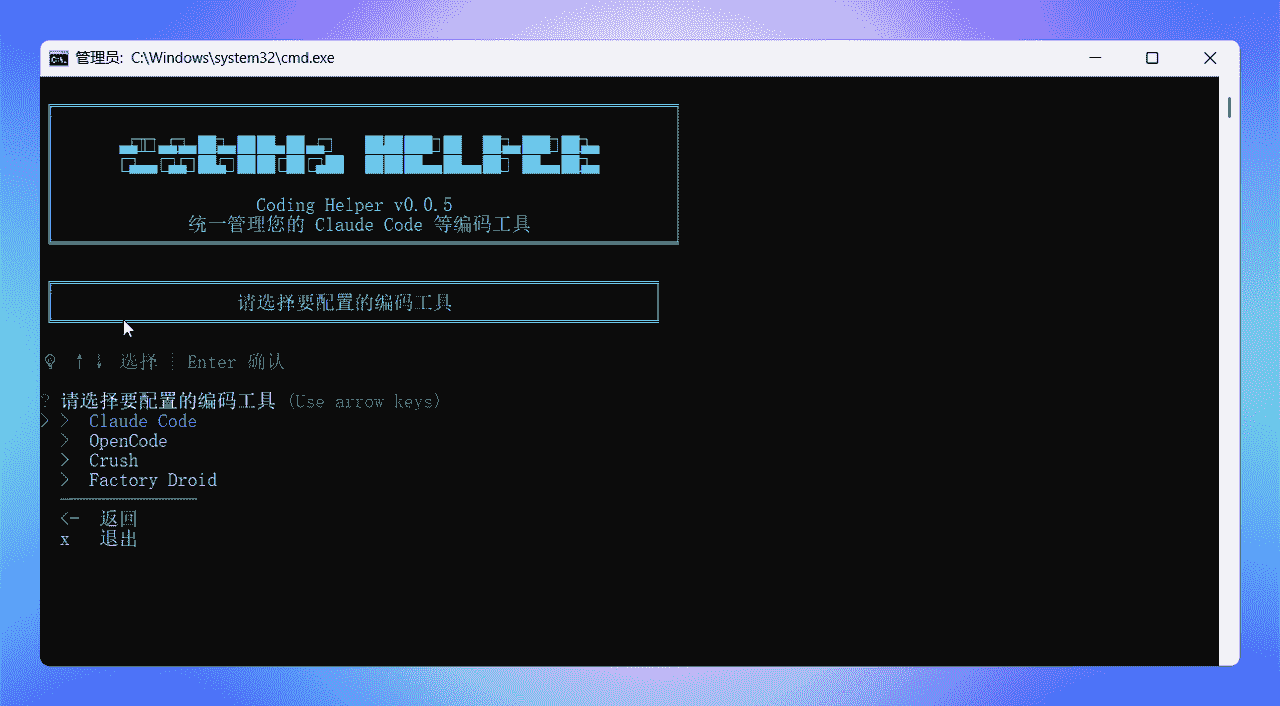 管理员: C:\Windows\system32\cmd.exe
Coding Helper v0.0.5
统一管理您的 Claude Code 等编码工具
请选择要配置的编码工具
↑ ↓ 选择 | Enter 确认
? 请选择要配置的编码工具 (Use arrow keys)
> > Claude Code
> OpenCode
> Crush
> Factory Droid
<- 返回
x 退出